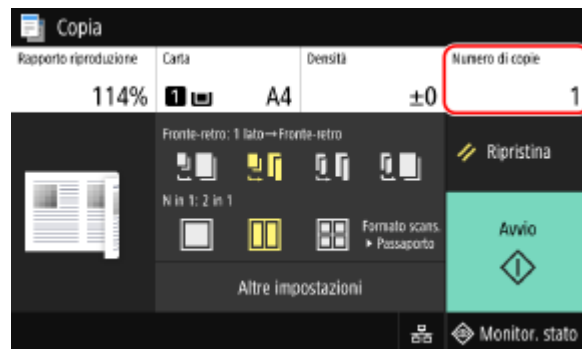 Copia
Rapporto riproduzione
114%
Carta
1 A4
Densità
±0
Numero di copie
1
Fronte-retro: 1 lato→Fronte-retro
N in 1: 2 in 1
Formato scans.
▸ Passaporto
Altre impostazioni
Ripristina
Avvio
Monitor. stato